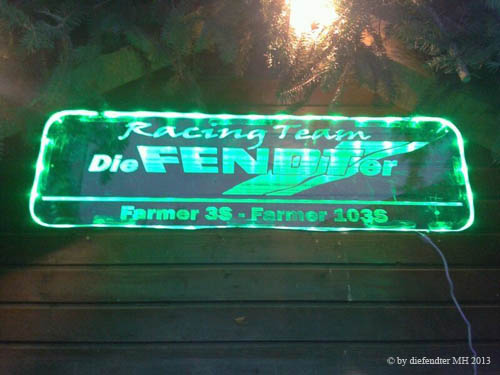 Racing Team
Die FENDTer
Farmer 3S - Farmer 103S
© by diefendter MH 2013